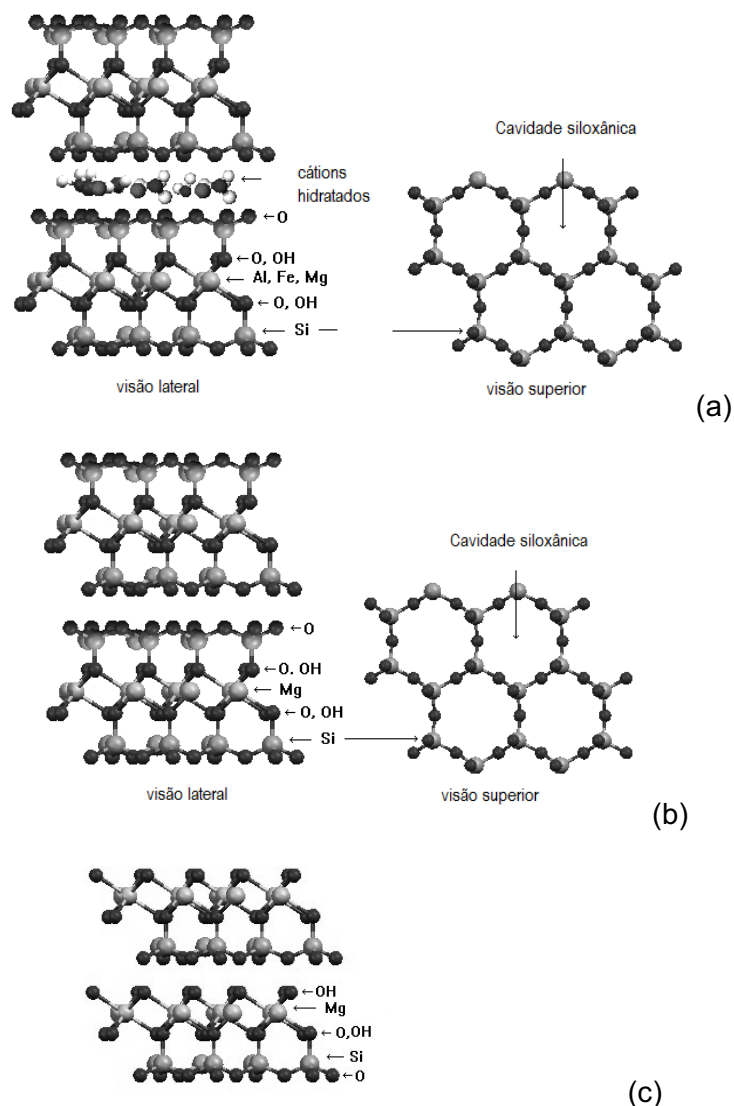 Cavidade siloxânica
cátions
hidratados
←O
←O, OH
← Al, Fe, Mg
← O, OH
← Si
visão lateral
visão superior
(a)
Cavidade siloxânica
←O
←O. OH
← Mg
← O, OH
← Si
visão lateral
visão superior
(b)
←OH
← Mg
←O,OH
← Si
←O
(c)